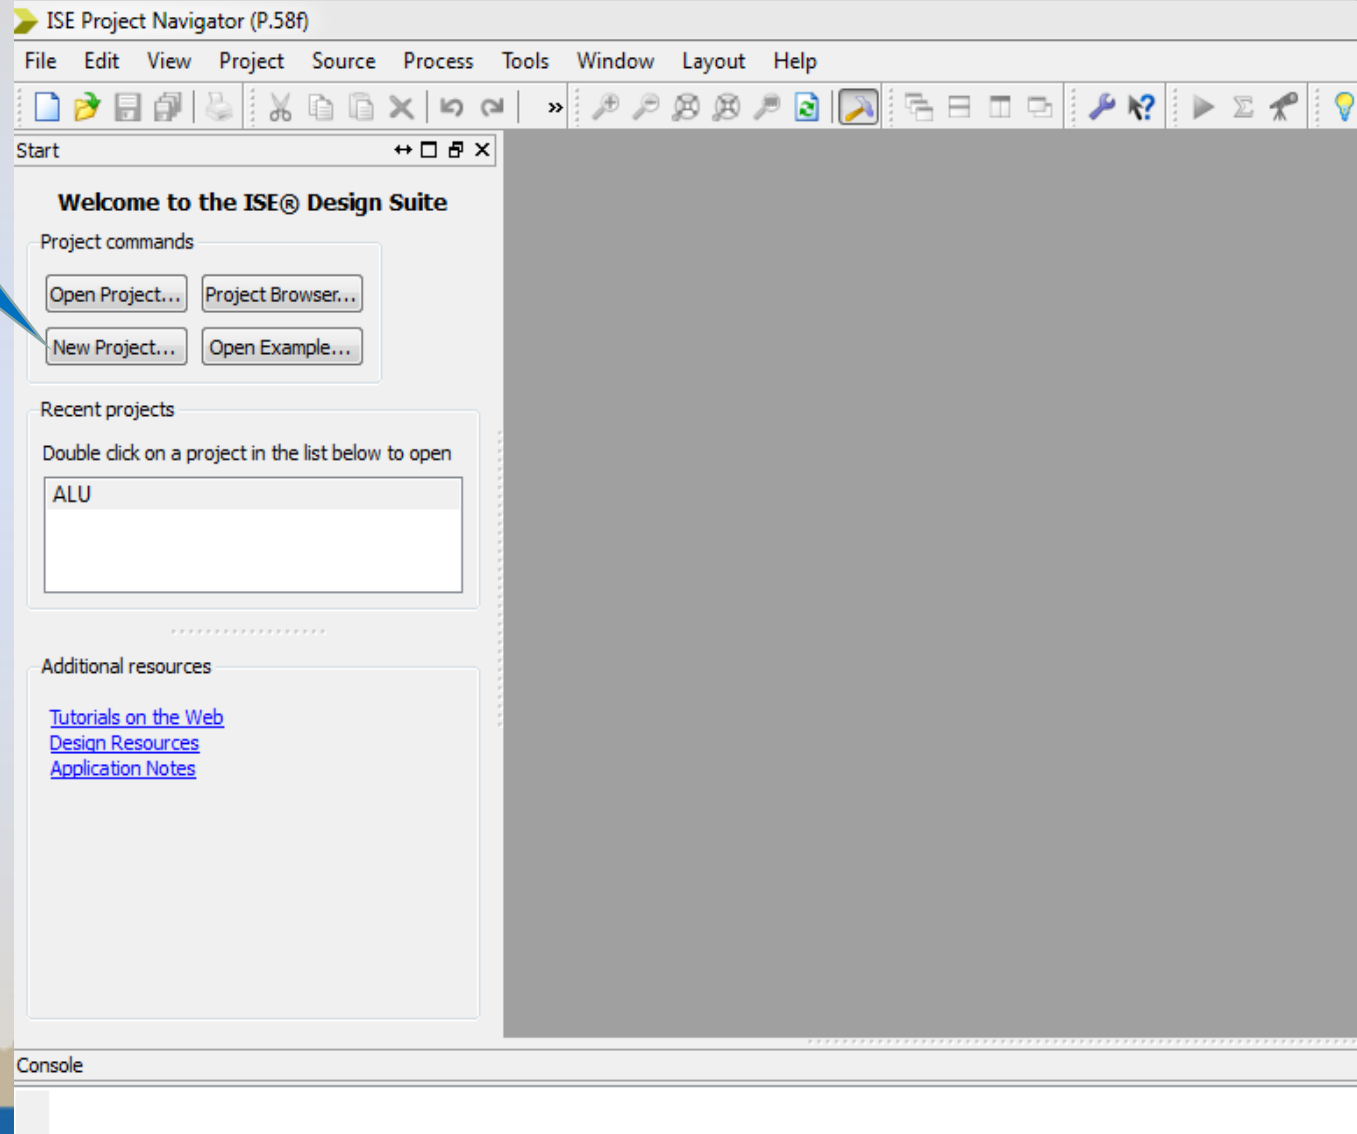 ISE Project Navigator (P.58f)
File Edit View Project Source Process Tools Window Layout Help
»
Start
Welcome to the ISE® Design Suite
Project commands
Open Project... Project Browser...
New Project... Open Example...
Recent projects
Double click on a project in the list below to open
ALU
Additional resources
Tutorials on the Web
Design Resources
Application Notes
Console